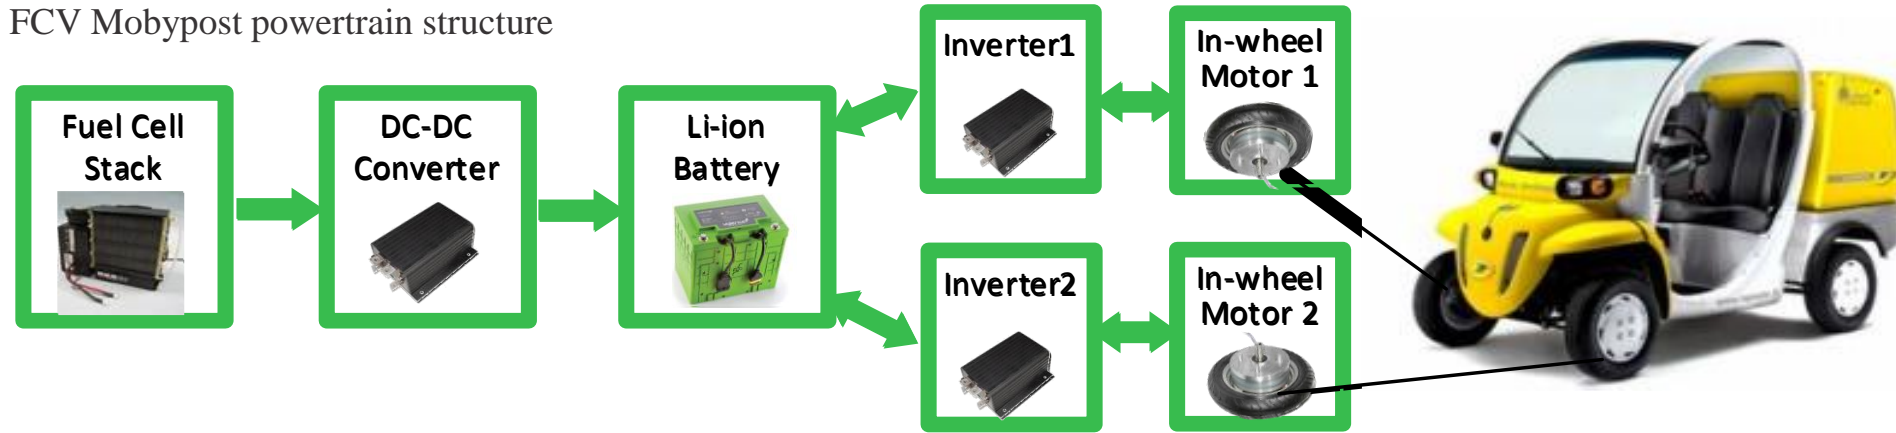 FCV Mobypost powertrain structure
Fuel Cell
Stack
DC-DC
Converter
Li-ion
Battery
Inverter1
In-wheel
Motor 1
Inverter2
In-wheel
Motor 2